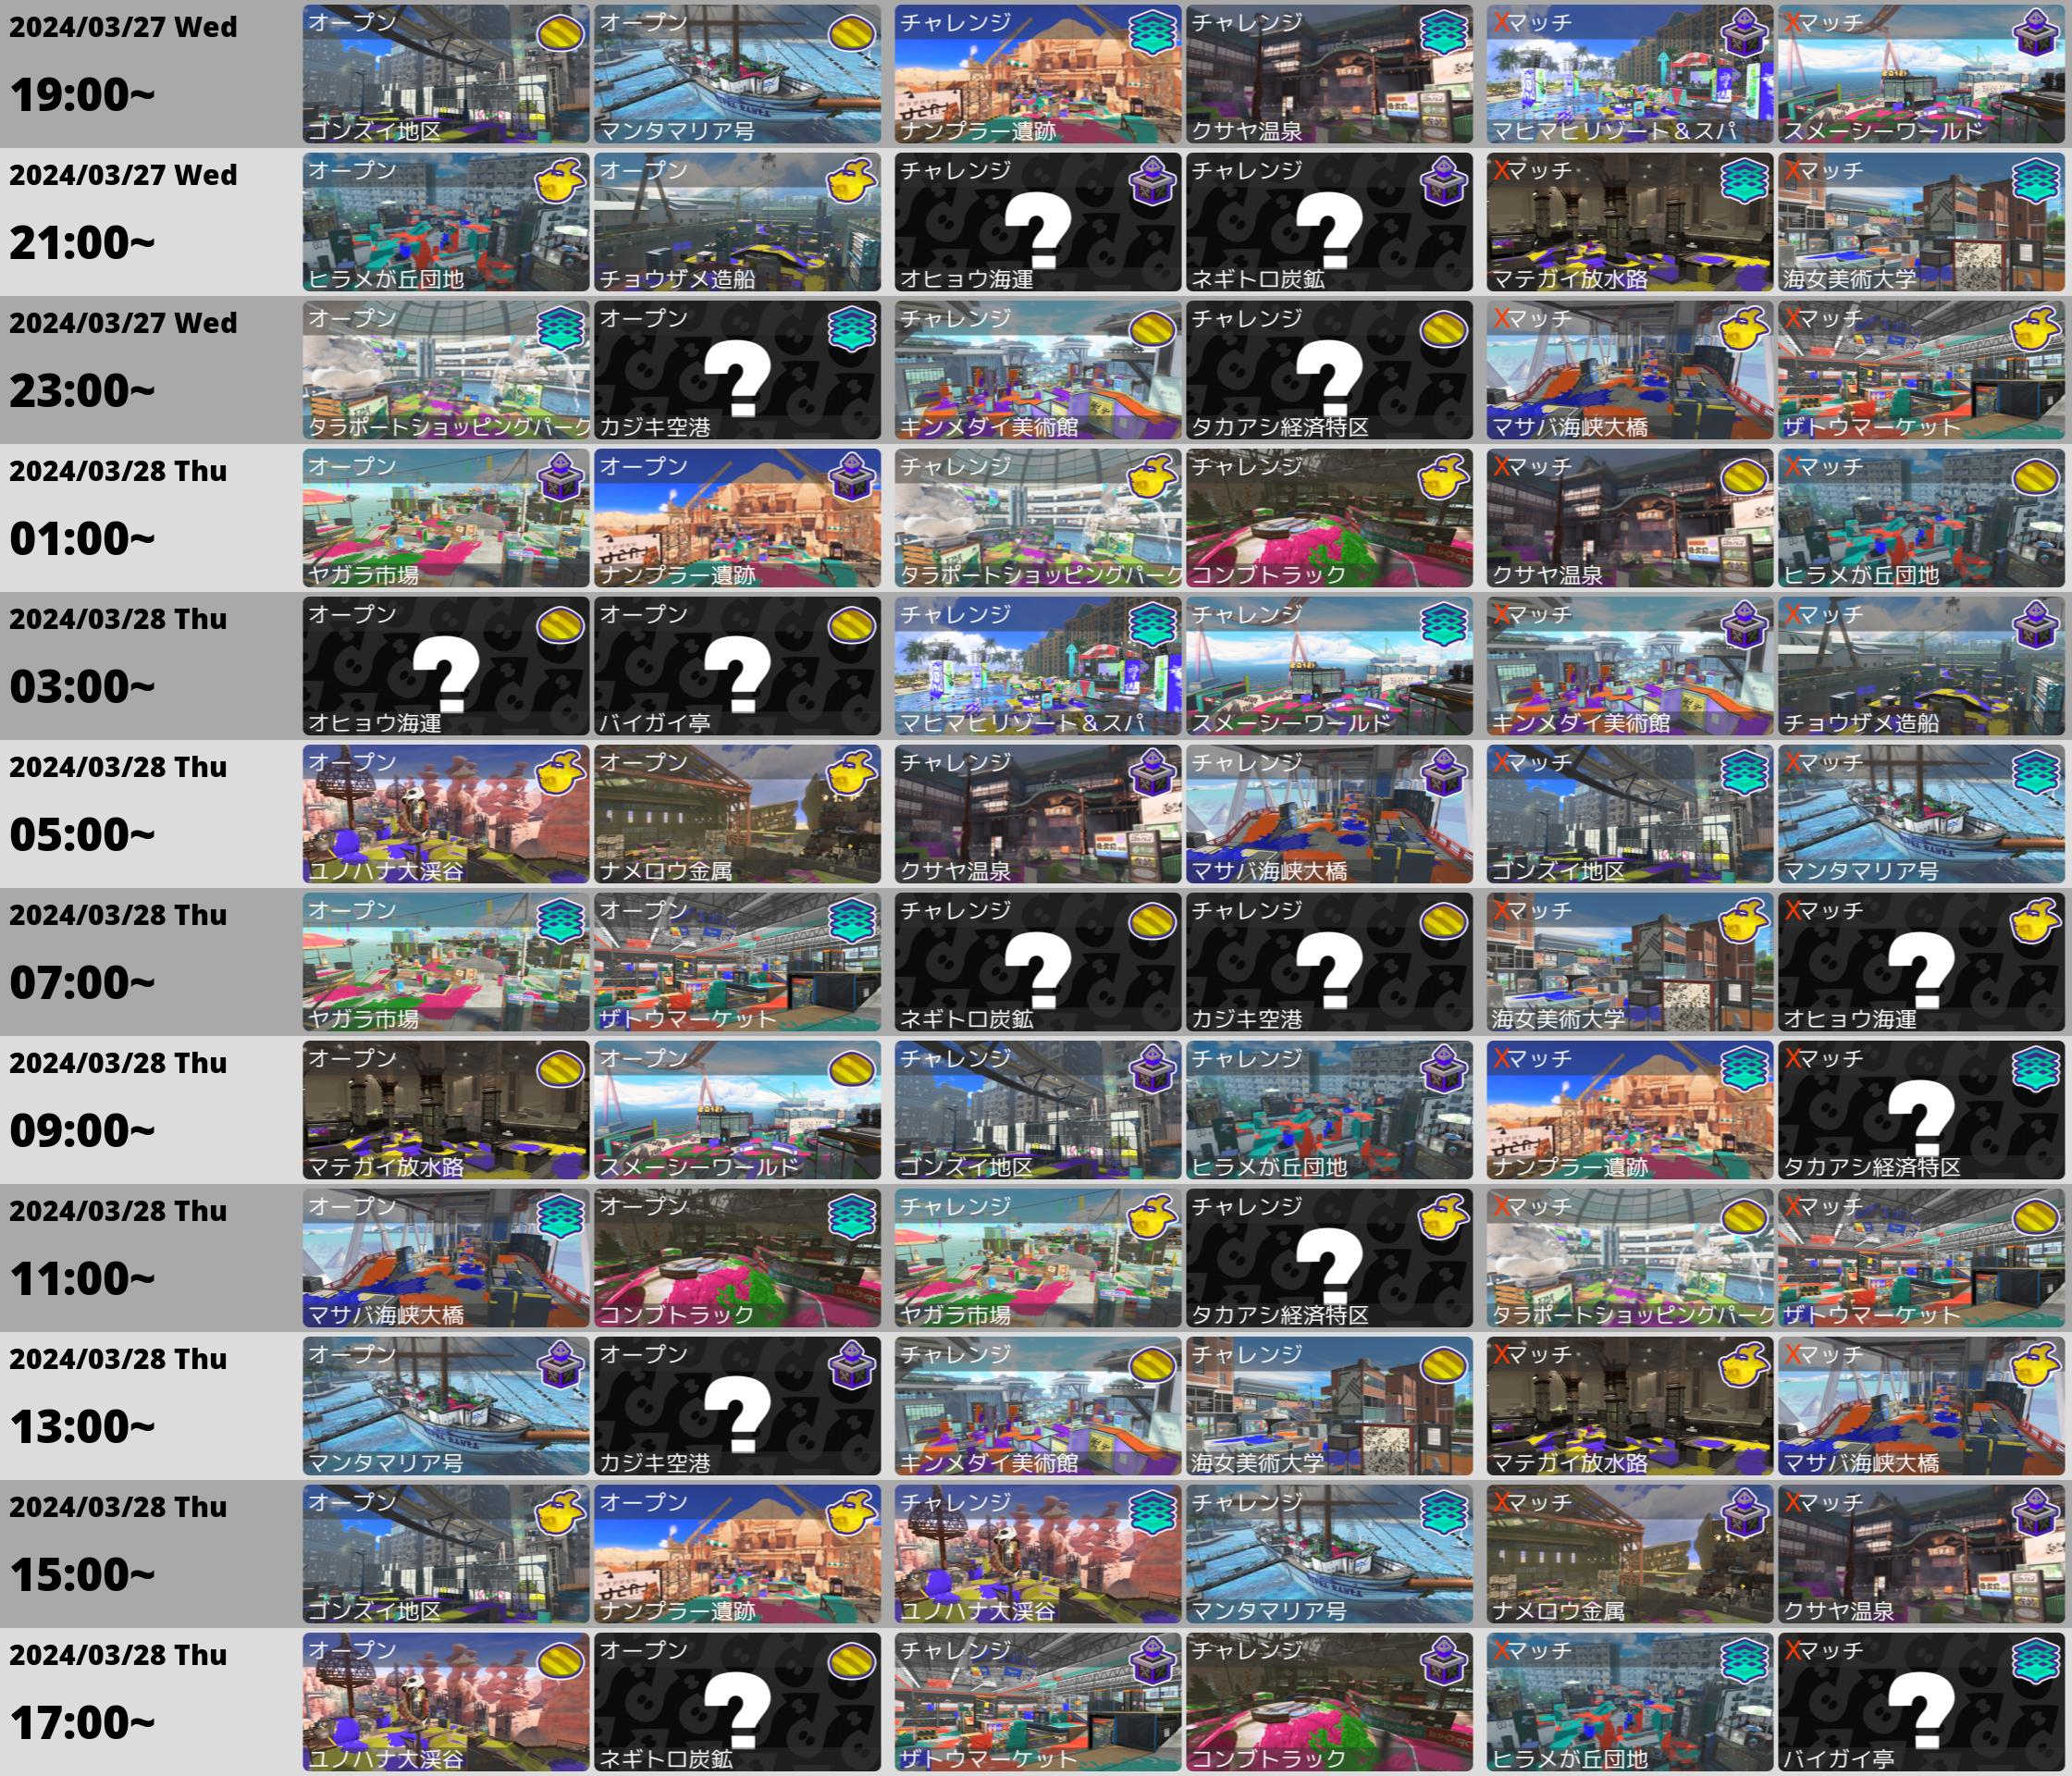 2024/03/27 Wed
19:00~
オープン
ゴンズイ地区
オープン
マンタマリア号
チャレンジ
ナンプラー遺跡
チャレンジ
クサヤ温泉
Xマッチ
マヒマヒリゾート＆スパ
Xマッチ
スメーシーワールド
2024/03/27 Wed
21:00~
オープン
ヒラメが丘団地
オープン
チョウザメ造船
チャレンジ
?
オヒョウ海運
チャレンジ
?
ネギトロ炭鉱
Xマッチ
マテガイ放水路
Xマッチ
海女美術大学
2024/03/27 Wed
23:00~
オープン
タラポートショッピングパーク
オープン
?
カジキ空港
チャレンジ
キンメダイ美術館
チャレンジ
?
タカアシ経済特区
Xマッチ
マサバ海峡大橋
Xマッチ
ザトウマーケット
2024/03/28 Thu
01:00~
オープン
ヤガラ市場
オープン
ナンプラー遺跡
チャレンジ
タラポートショッピングパーク
チャレンジ
コンブトラック
Xマッチ
クサヤ温泉
Xマッチ
ヒラメが丘団地
2024/03/28 Thu
03:00~
オープン
?
オヒョウ海運
オープン
?
バイガイ亭
チャレンジ
マヒマヒリゾート＆スパ
チャレンジ
スメーシーワールド
Xマッチ
キンメダイ美術館
Xマッチ
チョウザメ造船
2024/03/28 Thu
05:00~
オープン
ユノハナ大渓谷
オープン
ナメロウ金属
チャレンジ
クサヤ温泉
チャレンジ
マサバ海峡大橋
Xマッチ
ゴンズイ地区
Xマッチ
マンタマリア号
2024/03/28 Thu
07:00~
オープン
ヤガラ市場
オープン
ザトウマーケット
チャレンジ
?
ネギトロ炭鉱
チャレンジ
?
カジキ空港
Xマッチ
海女美術大学
Xマッチ
?
オヒョウ海運
2024/03/28 Thu
09:00~
オープン
マテガイ放水路
オープン
スメーシーワールド
チャレンジ
ゴンズイ地区
チャレンジ
ヒラメが丘団地
Xマッチ
ナンプラー遺跡
Xマッチ
?
タカアシ経済特区
2024/03/28 Thu
11:00~
オープン
マサバ海峡大橋
オープン
コンブトラック
チャレンジ
ヤガラ市場
チャレンジ
?
タカアシ経済特区
Xマッチ
タラポートショッピングパーク
Xマッチ
ザトウマーケット
2024/03/28 Thu
13:00~
オープン
マンタマリア号
オープン
?
カジキ空港
チャレンジ
キンメダイ美術館
チャレンジ
海女美術大学
Xマッチ
マテガイ放水路
Xマッチ
マサバ海峡大橋
2024/03/28 Thu
15:00~
オープン
ゴンズイ地区
オープン
ナンプラー遺跡
チャレンジ
ユノハナ大渓谷
チャレンジ
マンタマリア号
Xマッチ
ナメロウ金属
Xマッチ
クサヤ温泉
2024/03/28 Thu
17:00~
オープン
ユノハナ大渓谷
オープン
?
ネギトロ炭鉱
チャレンジ
ザトウマーケット
チャレンジ
コンブトラック
Xマッチ
ヒラメが丘団地
Xマッチ
?
バイガイ亭